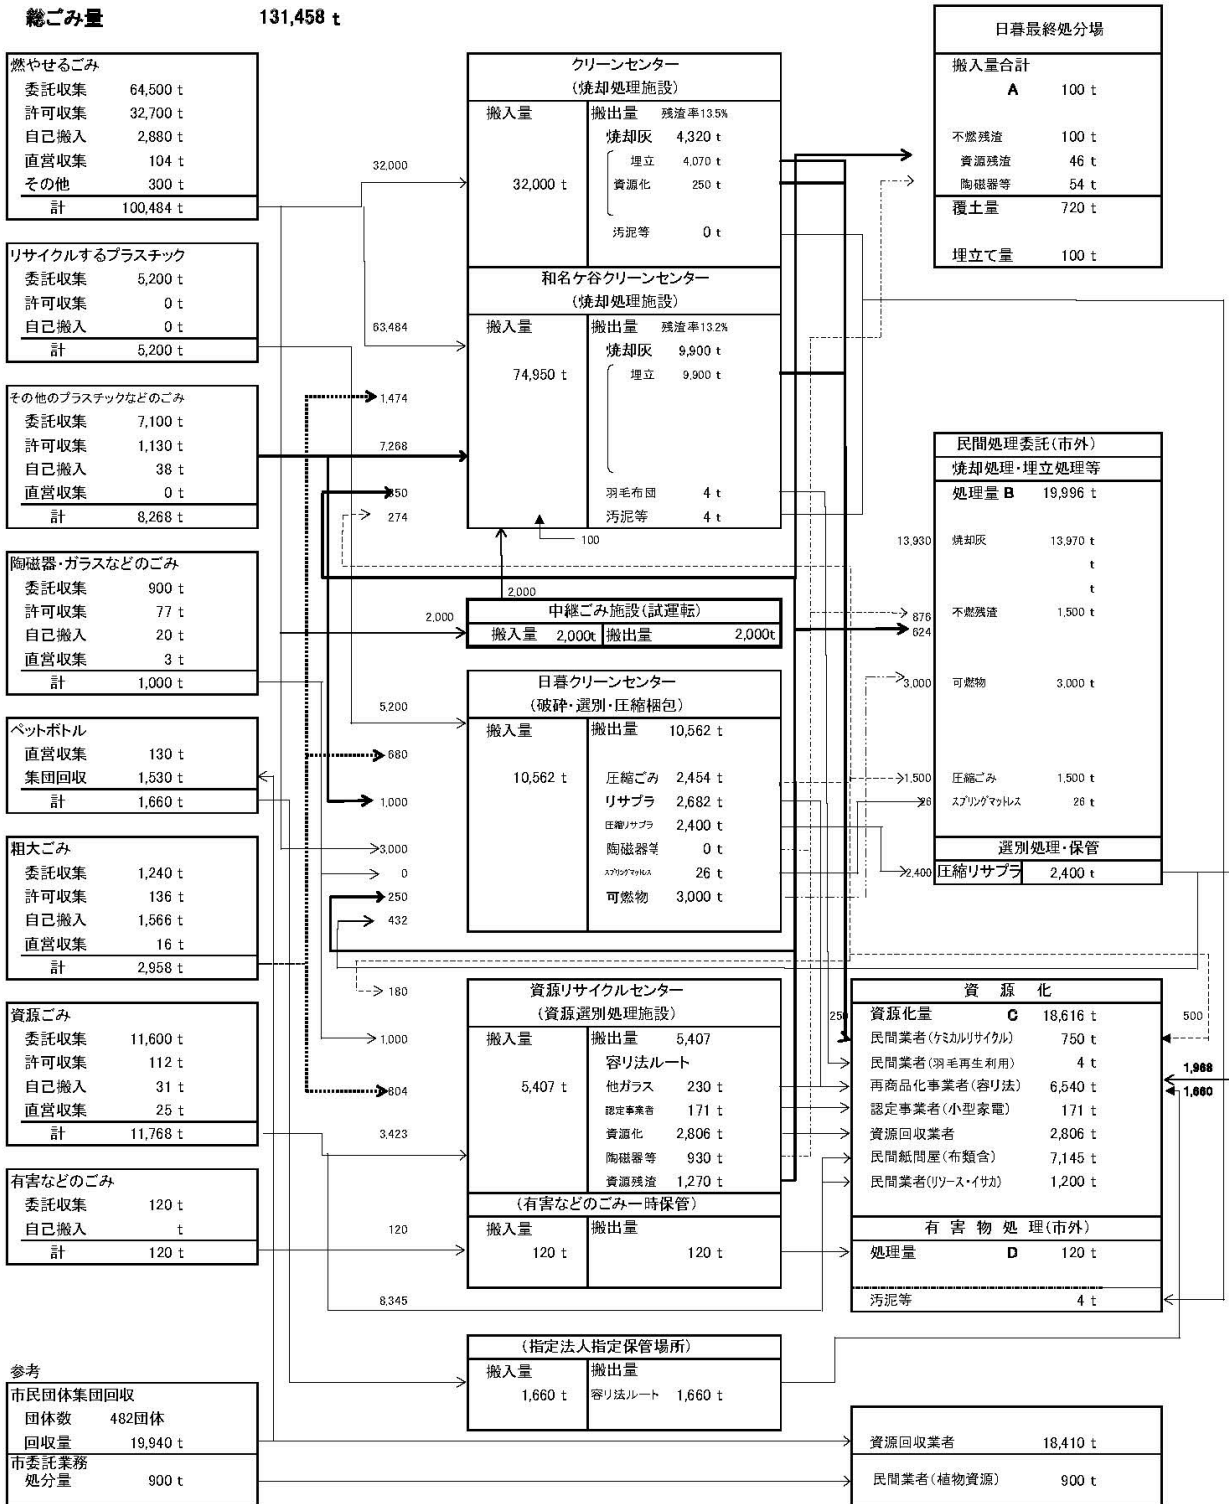 総ごみ量 131,458 t
燃やせるごみ
委託収集 64,500 t
許可収集 32,700 t
自己搬入 2,880 t
直営収集 104 t
その他 300 t
計 100,484 t
リサイクルするプラスチック
委託収集 5,200 t
許可収集 0 t
自己搬入 0 t
計 5,200 t
その他のプラスチックなどのごみ
委託収集 7,100 t
許可収集 1,130 t
自己搬入 38 t
直営収集 0 t
計 8,268 t
陶磁器・ガラスなどのごみ
委託収集 900 t
許可収集 77 t
自己搬入 20 t
直営収集 3 t
計 1,000 t
ペットボトル
直営収集 130 t
集団回収 1,530 t
計 1,660 t
粗大ごみ
委託収集 1,240 t
許可収集 136 t
自己搬入 1,566 t
直営収集 16 t
計 2,958 t
資源ごみ
委託収集 11,600 t
許可収集 112 t
自己搬入 31 t
直営収集 25 t
計 11,768 t
有害などのごみ
委託収集 120 t
自己搬入 t
計 120 t
参考
市民団体集団回収
団体数 482団体
回収量 19,940 t
市委託業務
処分量 900 t
32,000
63,484
1,474
7,268
350
274
100
2,000
2,000
5,200
680
1,000
3,000
0
250
432
180
1,000
804
3,423
120
8,345
クリーンセンター
(焼却処理施設)
搬入量 搬出量 残渣率13.5%
焼却灰 4,320 t
埋立 4,070 t
32,000 t 資源化 250 t
汚泥等 0 t
和名ケ谷クリーンセンター
(焼却処理施設)
搬入量 搬出量 残渣率13.2%
焼却灰 9,900 t
74,950 t 埋立 9,900 t
羽毛布団 4 t
汚泥等 4 t
中継ごみ施設(試運転)
搬入量 2,000t 搬出量 2,000t
日暮クリーンセンター
(破砕・選別・圧縮梱包)
搬入量 搬出量 10,562 t
10,562 t 圧縮ごみ 2,454 t
リサプラ 2,682 t
圧縮リサプラ 2,400 t
陶磁器等 0 t
スプリングマットレス 26 t
可燃物 3,000 t
資源リサイクルセンター
(資源選別処理施設)
搬入量 搬出量 5,407
容リ法ルート
5,407 t 他ガラス 230 t
認定事業者 171 t
資源化 2,806 t
陶磁器等 930 t
資源残渣 1,270 t
(有害などのごみ一時保管)
搬入量 搬出量
120 t 120 t
(指定法人指定保管場所)
搬入量 搬出量
1,660 t 容リ法ルート 1,660 t
日暮最終処分場
搬入量合計
A 100 t
不燃残渣 100 t
資源残渣 46 t
陶磁器等 54 t
覆土量 720 t
埋立て量 100 t
民間処理委託(市外)
焼却処理・埋立処理等
処理量 B 19,996 t
13,930 焼却灰 13,970 t
t
t
876 不燃残渣 1,500 t
624
3,000 可燃物 3,000 t
1,500 圧縮ごみ 1,500 t
26 スプリングマットレス 26 t
選別処理・保管
2,400 圧縮リサプラ 2,400 t
資源化
資源化量 C 18,616 t
250 民間業者(ケミカルリサイクル) 750 t 500
民間業者(羽毛再生利用) 4 t
1,968
再商品化事業者(容リ法) 6,540 t
1,660
認定事業者(小型家電) 171 t
資源回収業者 2,806 t
民間紙問屋(布類含) 7,145 t
民間業者(リソース・イサカ) 1,200 t
有害物処理(市外)
処理量 D 120 t
汚泥等 4 t
資源回収業者 18,410 t
民間業者(植物資源) 900 t